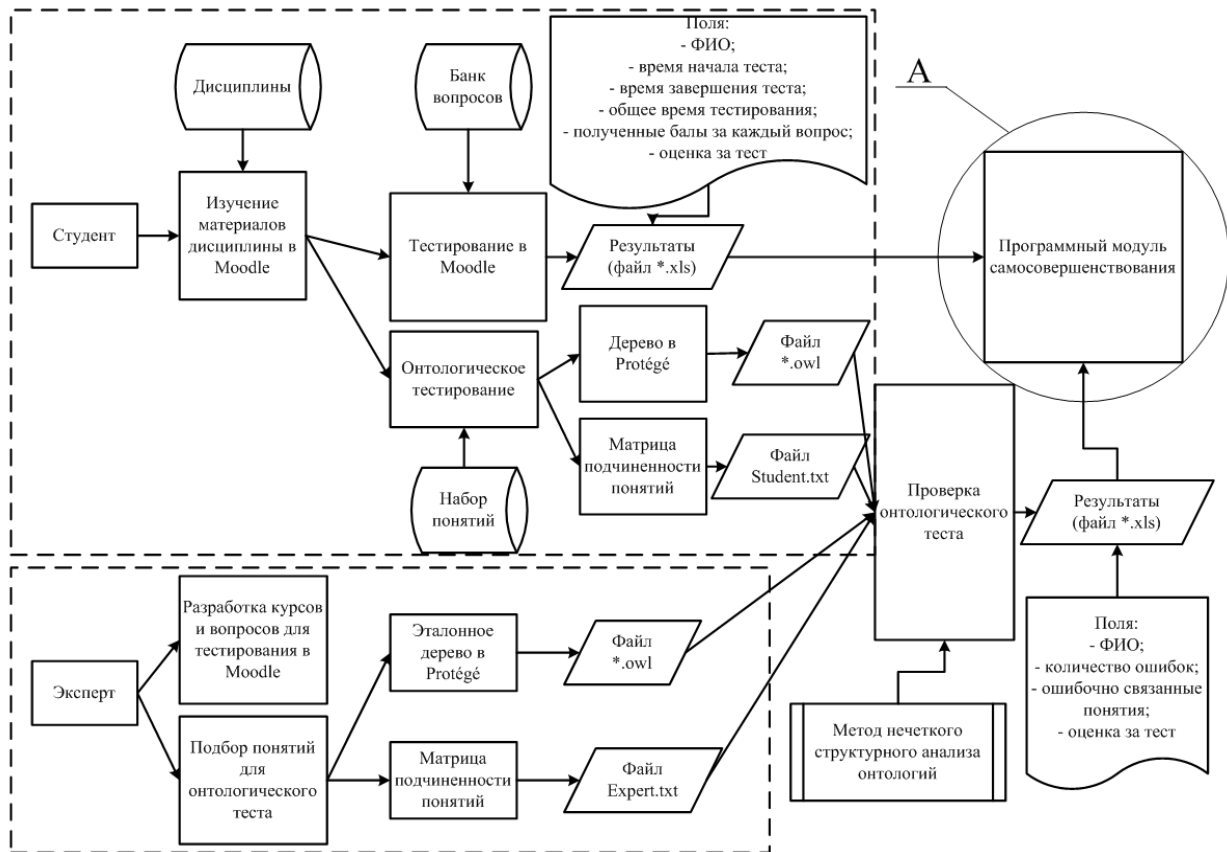 Дисциплины
Банк
вопросов
Поля:
- ФИО;
- время начала теста;
- время завершения теста;
- общее время тестирования;
- полученные балы за каждый вопрос;
- оценка за тест
А
Студент
Изучение
материалов
дисциплины в
Moodle
Тестирование в
Moodle
Результаты
(файл *.xls)
Программный модуль
самосовершенствования
Онтологическое
тестирование
Дерево в
Protégé
Файл
*.owl
Матрица
подчиненности
понятий
Файл
Student.txt
Набор
понятий
Проверка
онтологического
теста
Результаты
(файл *.xls)
Эксперт
Разработка курсов
и вопросов для
тестирования в
Moodle
Эталонное
дерево в
Protégé
Файл
*.owl
Подбор понятий
для
онтологического
теста
Матрица
подчиненности
понятий
Файл
Expert.txt
Метод нечеткого
структурного анализа
онтологий
Поля:
- ФИО;
- количество ошибок;
- ошибочно связанные
понятия;
- оценка за тест